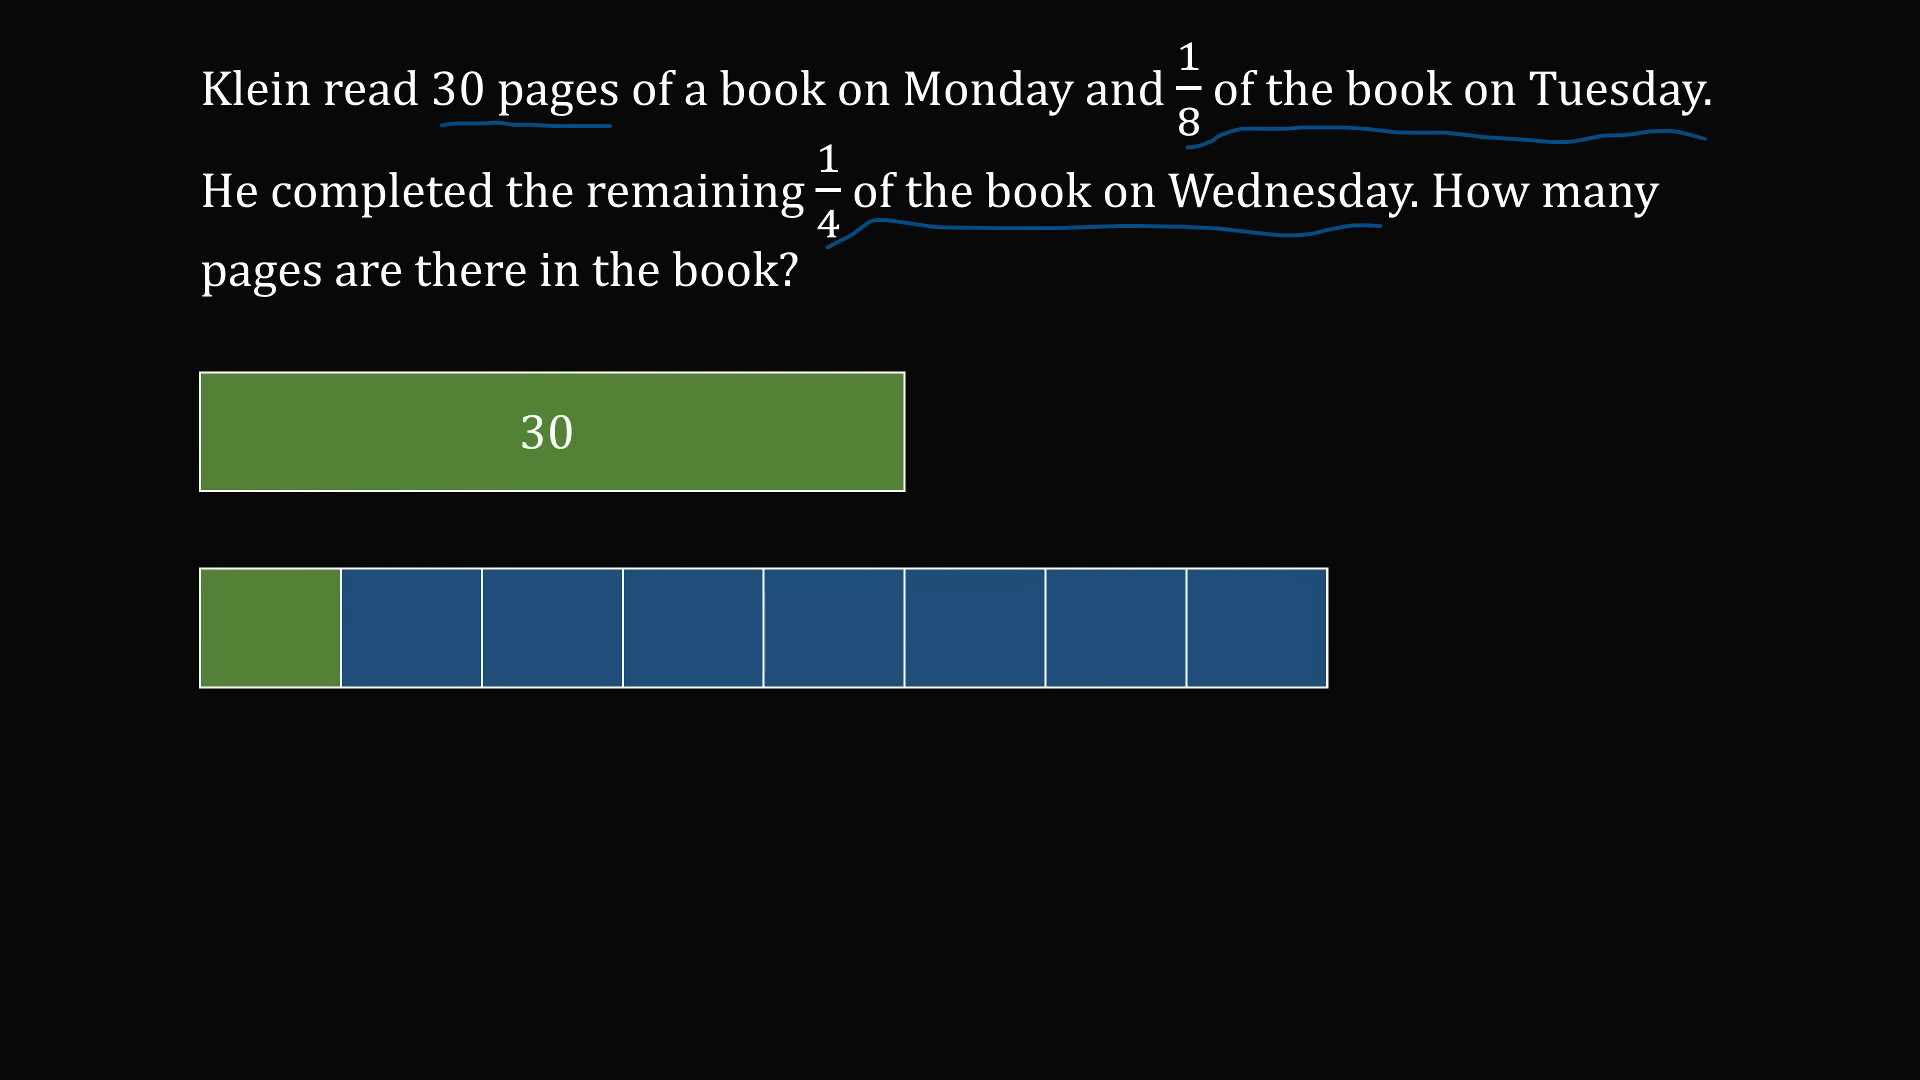 Klein read 30 pages of a book on Monday and 1/8 of the book on Tuesday.
He completed the remaining 1/4 of the book on Wednesday. How many
pages are there in the book?
30